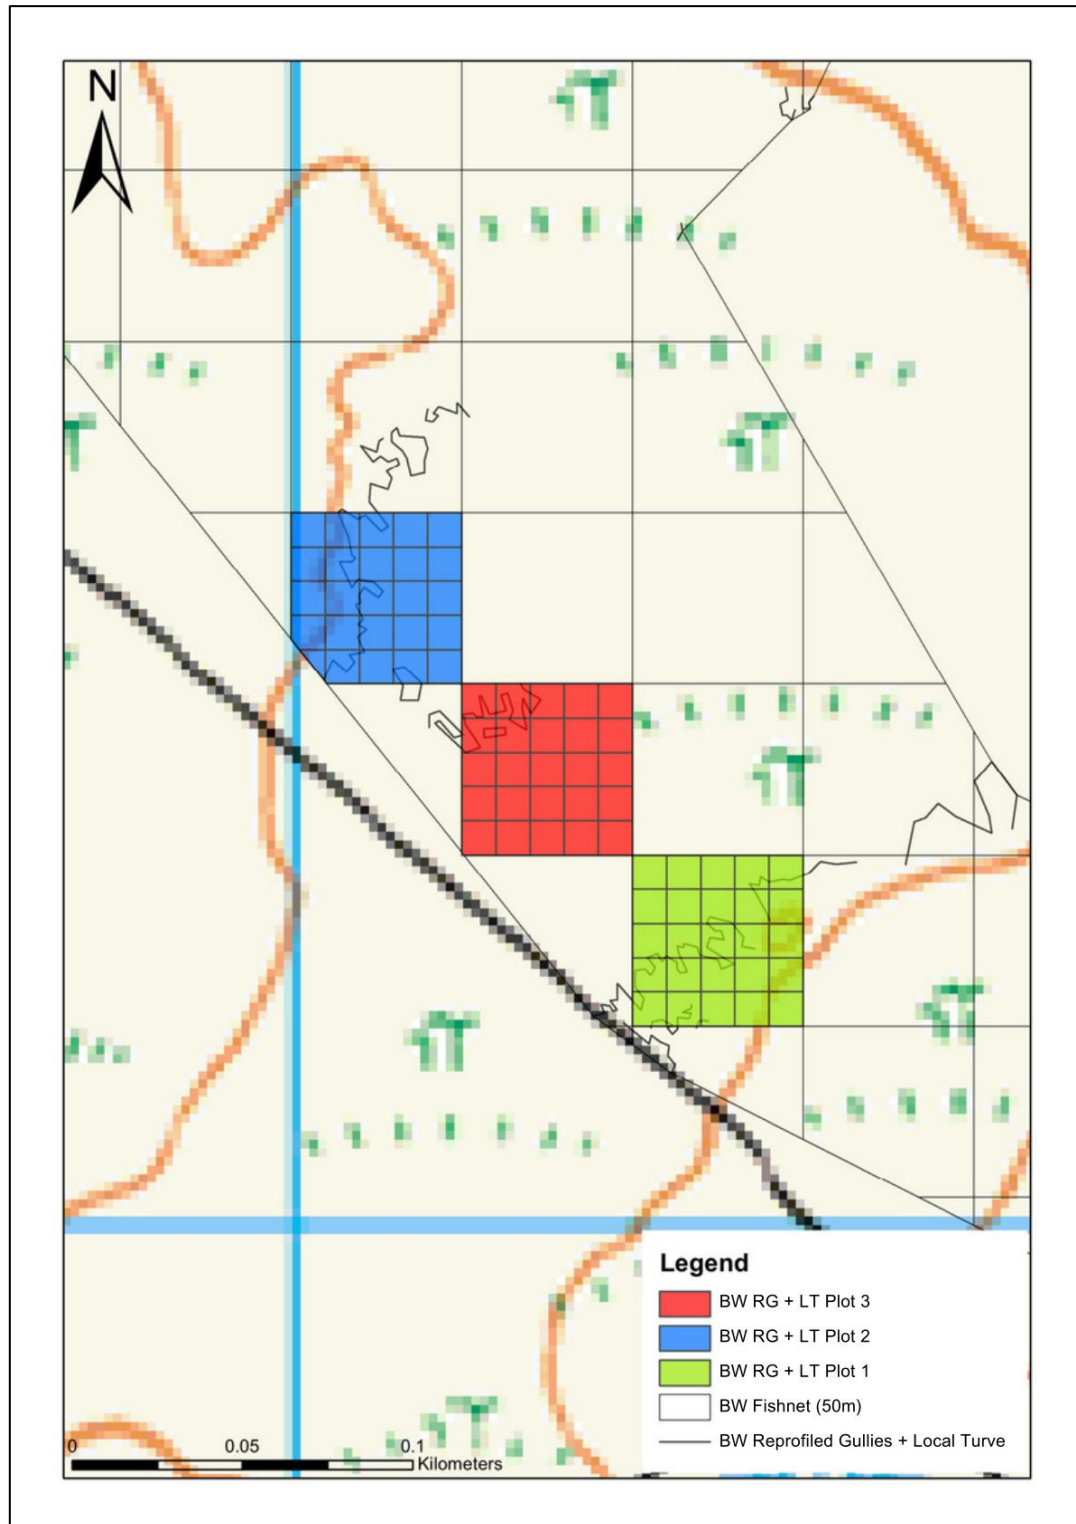 N
Legend
BW RG + LT Plot 3
BW RG + LT Plot 2
BW RG + LT Plot 1
BW Fishnet (50m)
BW Reprofiled Gullies + Local Turve
0 0.05 0.1
Kilometers